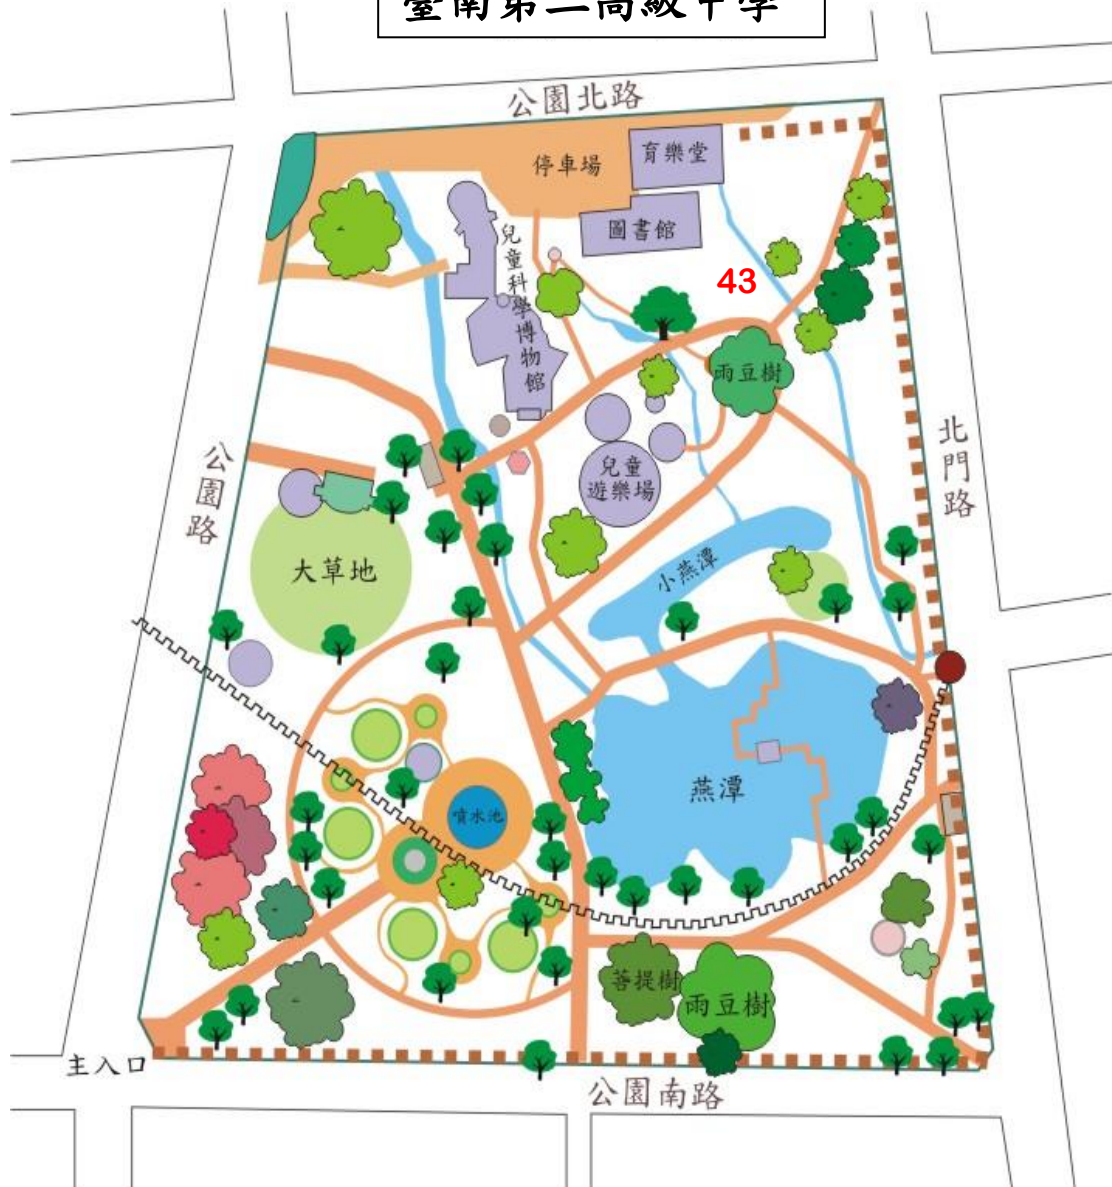 臺南第二高級中學
公園北路
停車場
育樂堂
圖書館
兒童科學博物館
43
雨豆樹
北門路
公園路
兒童
遊樂場
大草地
小燕潭
燕潭
噴水池
菩提樹
雨豆樹
主入口
公園南路